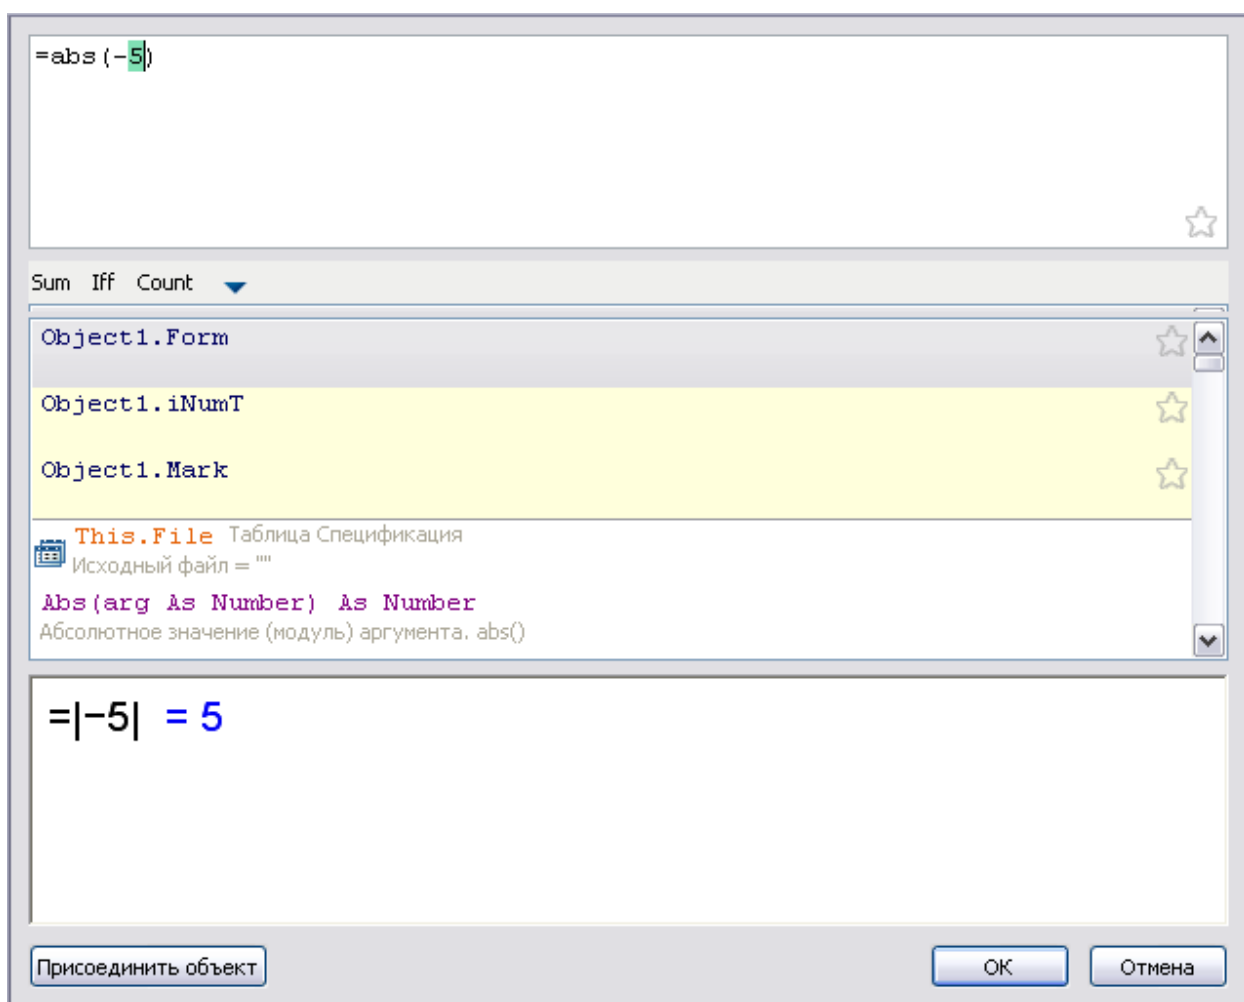 =abs(-5)
Sum Iff Count
Object1.Form
Object1.iNumT
Object1.Mark
This.File Таблица Спецификация
Исходный файл = ""
Abs(arg As Number) As Number
Абсолютное значение (модуль) аргумента. abs()
=|−5| = 5
Присоединить объект OK Отмена